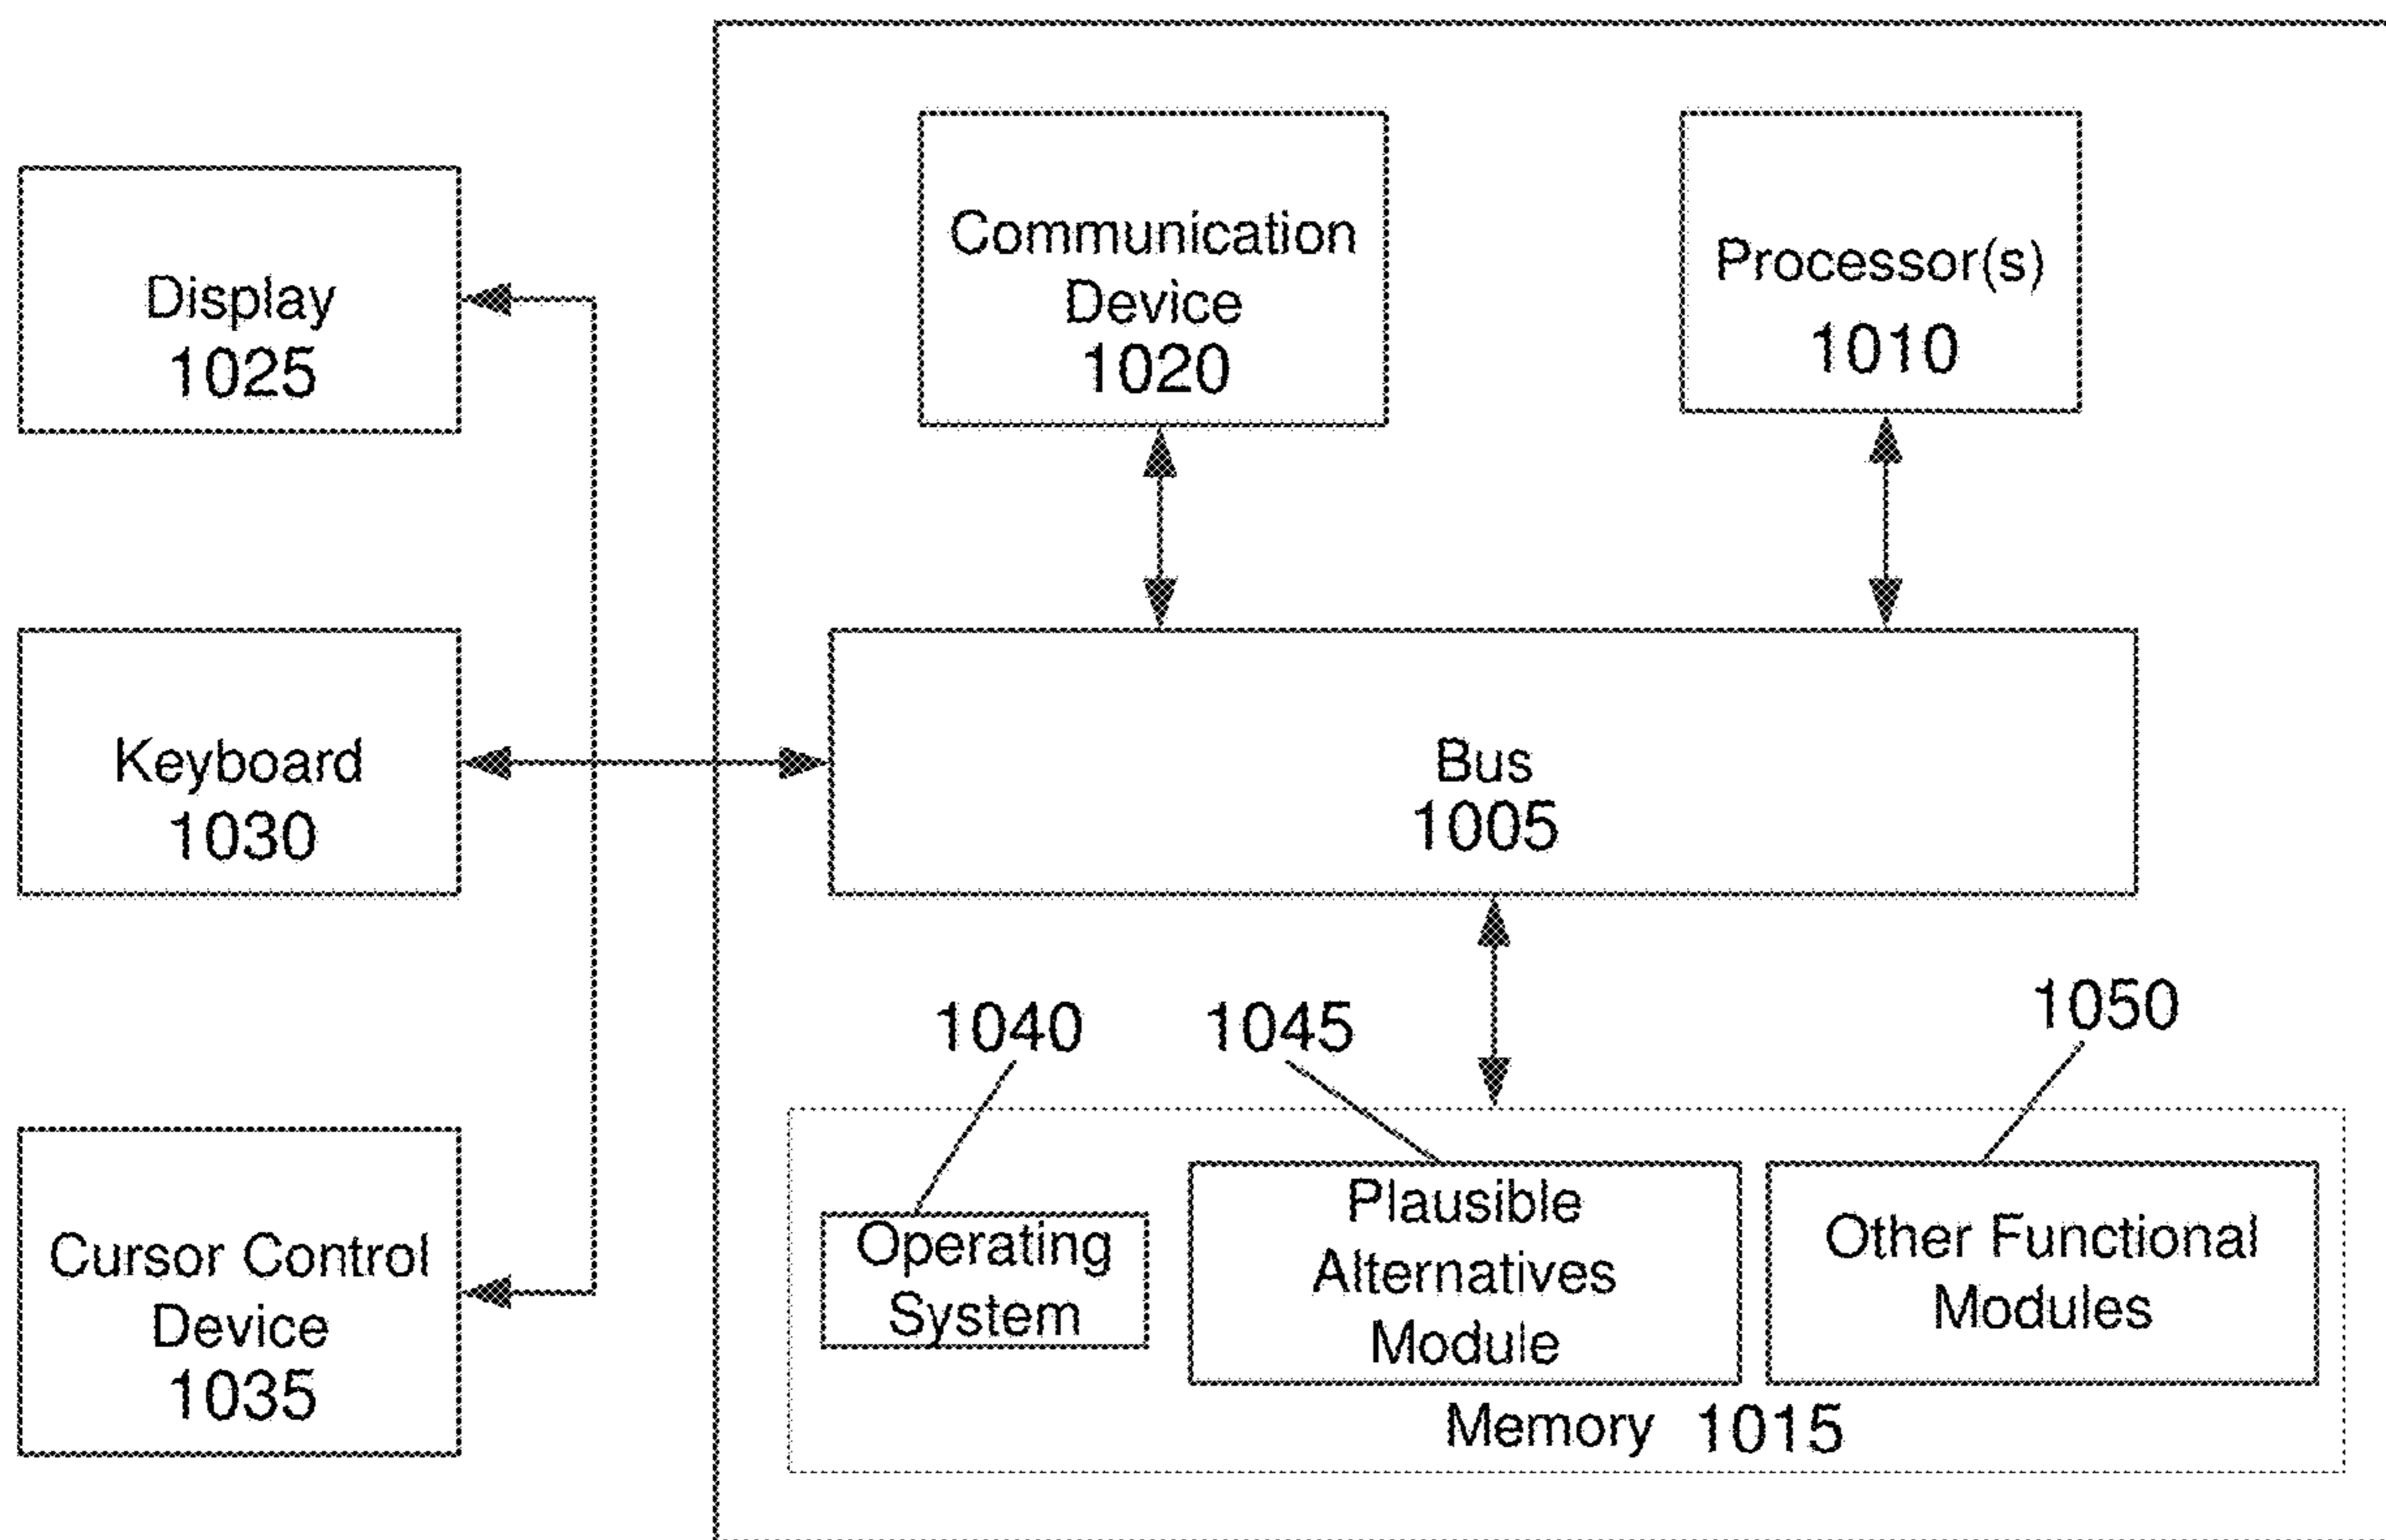 Display
1025
Keyboard
1030
Cursor Control
Device
1035
Communication
Device
1020
Processor(s)
1010
Bus
1005
1040
1045
1050
Operating
System
Plausible
Alternatives
Module
Other Functional
Modules
Memory 1015